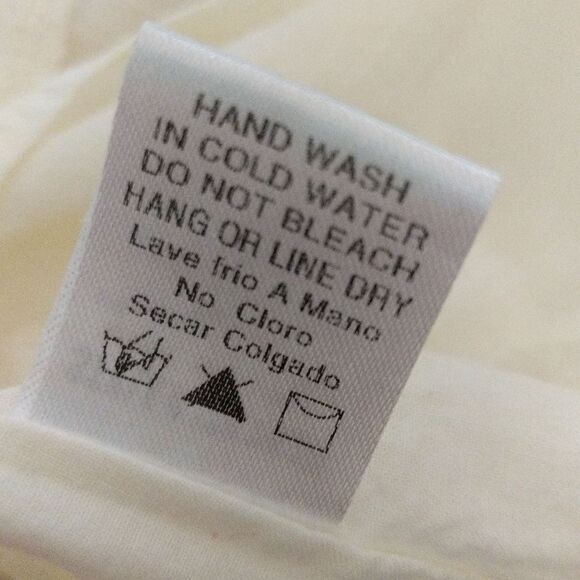 HAND WASH
IN COLD WATER
DO NOT BLEACH
HANG OR LINE DRY
Lave frio A Mano
No Cloro
Secar Colgado